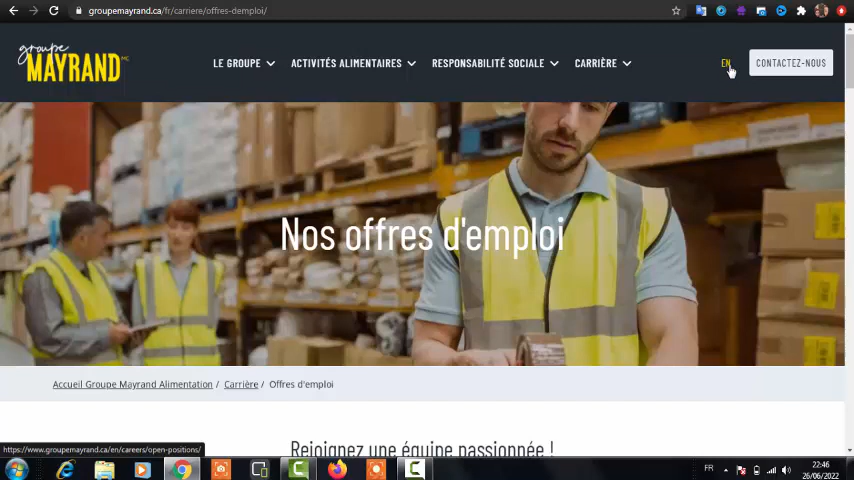 groupemayrand.ca/fr/carriere/offres-demploi/
groupe
MAYRAND INC
LE GROUPE
ACTIVITÉS ALIMENTAIRES
RESPONSABILITÉ SOCIALE
CARRIÈRE
EN
CONTACTEZ-NOUS
Nos offres d'emploi
Accueil Groupe Mayrand Alimentation / Carrière / Offres d'emploi
Rejoignez une équipe passionnée !
https://www.groupemayrand.ca/en/careers/open-positions/
FR
22:46
26/06/2022